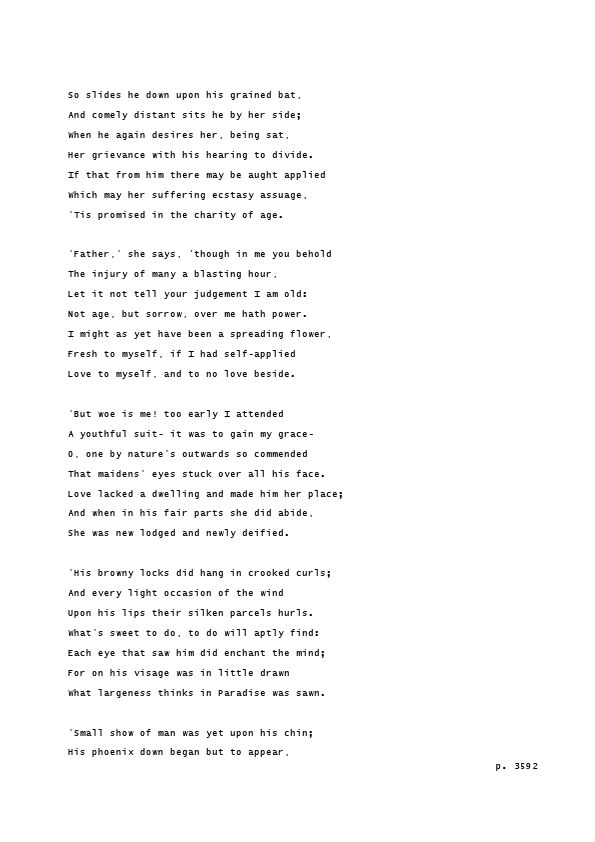 So slides he down upon his grained bat,
And comely distant sits he by her side;
When he again desires her, being sat,
Her grievance with his hearing to divide.
If that from him there may be aught applied
Which may her suffering ecstasy assuage,
'Tis promised in the charity of age.

'Father,' she says, 'though in me you behold
The injury of many a blasting hour,
Let it not tell your judgement I am old:
Not age, but sorrow, over me hath power.
I might as yet have been a spreading flower,
Fresh to myself, if I had self-applied
Love to myself, and to no love beside.

'But woe is me! too early I attended
A youthful suit- it was to gain my grace-
O, one by nature's outwards so commended
That maidens' eyes stuck over all his face.
Love lacked a dwelling and made him her place;
And when in his fair parts she did abide,
She was new lodged and newly deified.

'His browny locks did hang in crooked curls;
And every light occasion of the wind
Upon his lips their silken parcels hurls.
What's sweet to do, to do will aptly find:
Each eye that saw him did enchant the mind;
For on his visage was in little drawn
What largeness thinks in Paradise was sawn.

'Small show of man was yet upon his chin;
His phoenix down began but to appear,
p. 3592